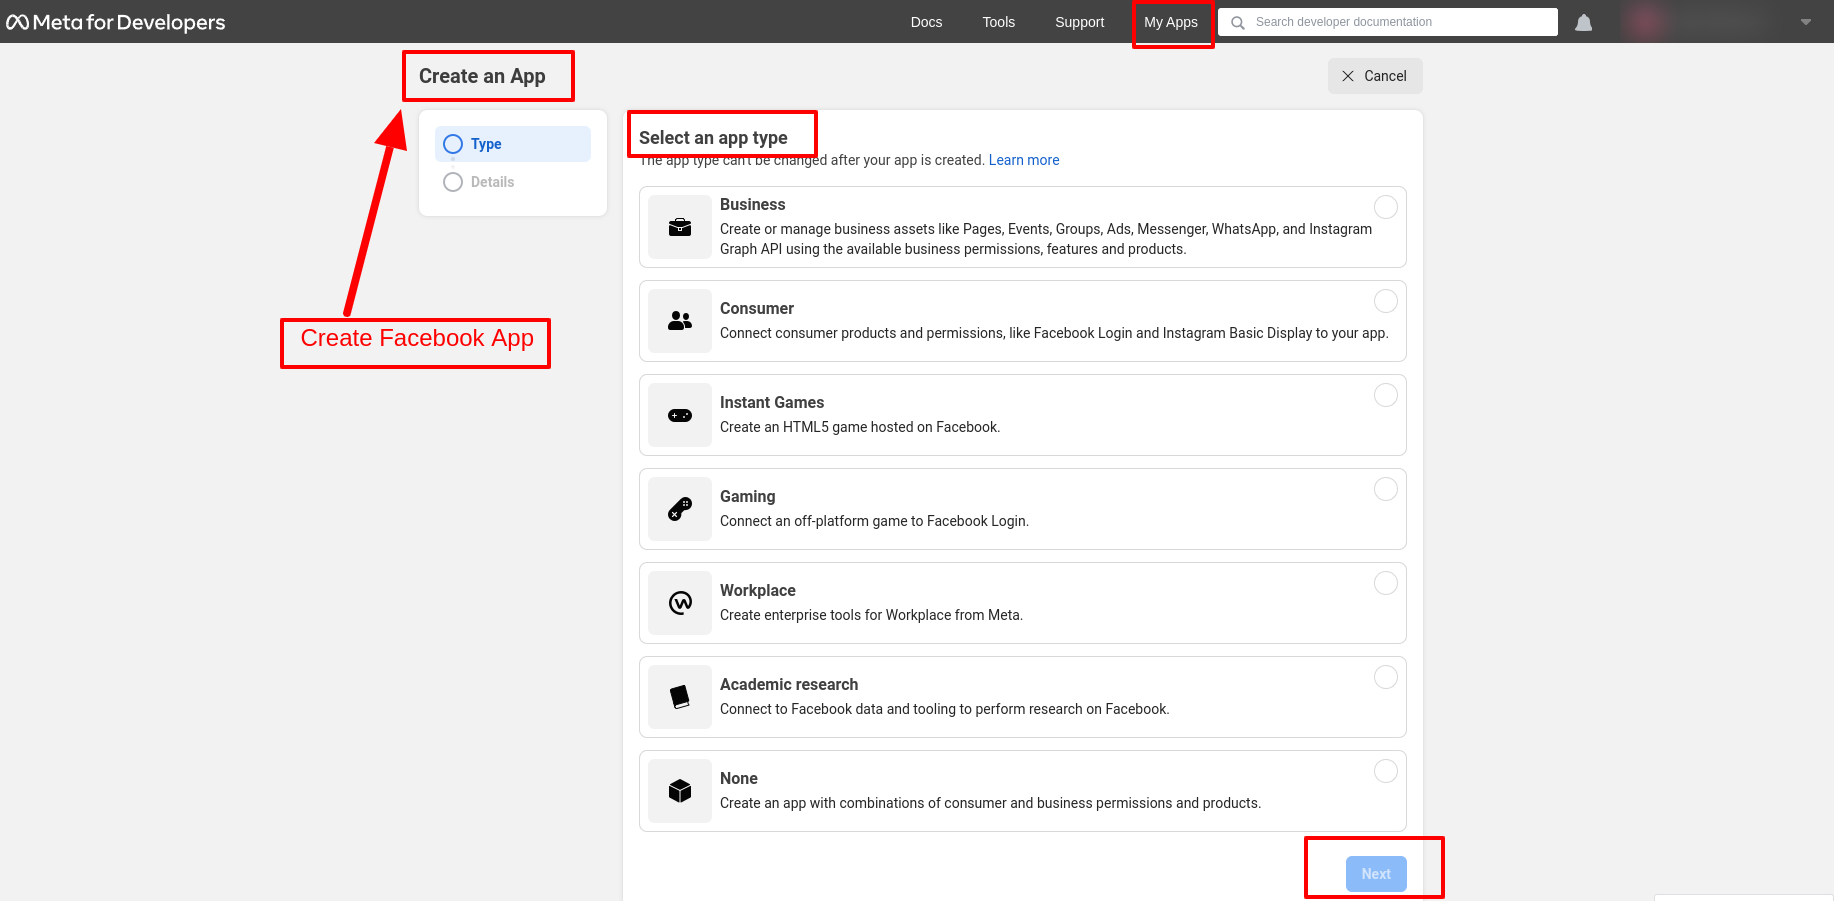 Meta for Developers
Docs
Tools
Support
My Apps
Search developer documentation
Create an App
Cancel
Type
Details
Create Facebook App
Select an app type
The app type can't be changed after your app is created. Learn more
Business
Create or manage business assets like Pages, Events, Groups, Ads, Messenger, WhatsApp, and Instagram
Graph API using the available business permissions, features and products.
Consumer
Connect consumer products and permissions, like Facebook Login and Instagram Basic Display to your app.
Instant Games
Create an HTML5 game hosted on Facebook.
Gaming
Connect an off-platform game to Facebook Login.
Workplace
Create enterprise tools for Workplace from Meta.
Academic research
Connect to Facebook data and tooling to perform research on Facebook.
None
Create an app with combinations of consumer and business permissions and products.
Next